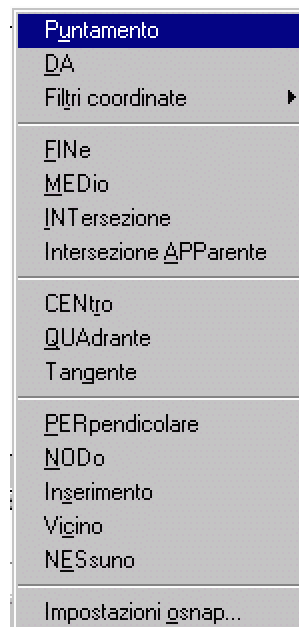 Puntamento
DA
Filtri coordinate
FINe
MEDio
INTersezione
Intersezione APParente
CENtro
QUAdrante
Tangente
PERpendicolare
NODo
Inserimento
Vicino
NESsuno
Impostazioni osnap...